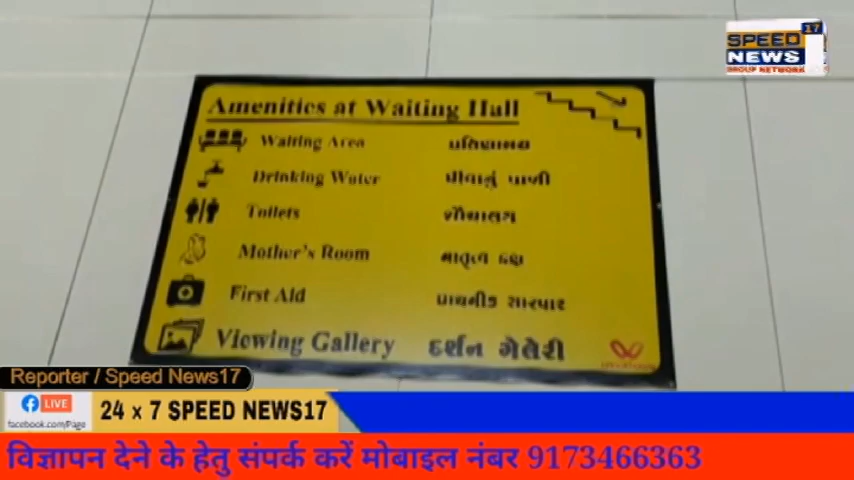 SPEED 17
NEWS
GROUP NETWORK
Amenities at Waiting Hall
Waiting Area પ્રતિક્ષાલય
Drinking Water પીવાનું પાણી
Toilets શૌચાલય
Mother's Room માતૃત્વ કક્ષ
First Aid પ્રાથમીક સારવાર
Viewing Gallery દર્શન ગેલેરી
Reporter / Speed News17
LIVE
facebook.com/Page
24 x 7 SPEED NEWS17
विज्ञापन देने के हेतु संपर्क करें मोबाइल नंबर 9173466363